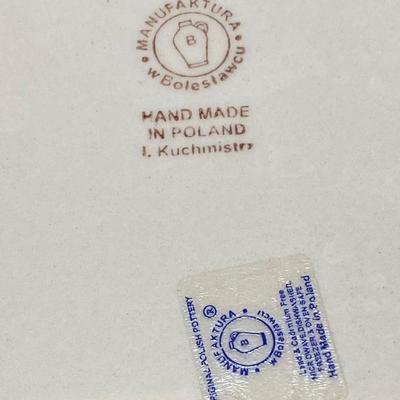 MANUFAKTURA
B
w Bolesławcu
HAND MADE
IN POLAND
I. Kuchmistrz
ORIGINAL POLISH POTTERY
MANUFAKTURA
B
w Bolesławcu
®
Lead & Cadmium Free
MICROWAVE, DISHWASHER,
FREEZER & OVEN SAFE
Hand Made in Poland